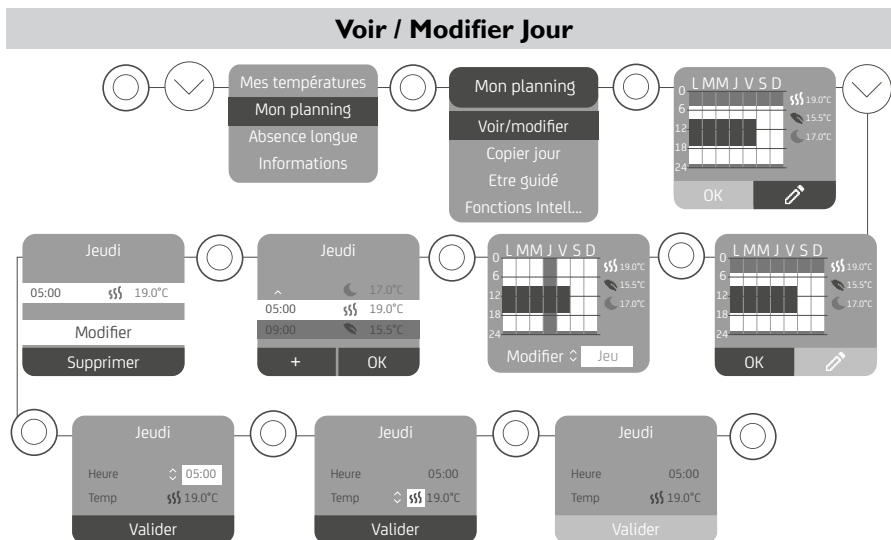 Voir / Modifier Jour
Mes températures
Mon planning
Absence longue
Informations
Mon planning
Voir/modifier
Copier jour
Etre guidé
Fonctions Intell...
L M M J V S D
0
6
12
18
24
19.0°C
15.5°C
17.0°C
OK
Jeudi
05:00 19.0°C
Modifier
Supprimer
Jeudi
17.0°C
05:00 19.0°C
09:00 15.5°C
+ OK
L M M J V S D
0
6
12
18
24
19.0°C
15.5°C
17.0°C
Modifier Jeu
L M M J V S D
0
6
12
18
24
19.0°C
15.5°C
17.0°C
OK
Jeudi
Heure 05:00
Temp 19.0°C
Valider
Jeudi
Heure 05:00
Temp 19.0°C
Valider
Jeudi
Heure 05:00
Temp 19.0°C
Valider